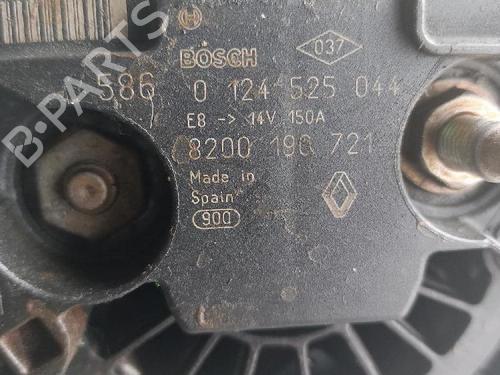 B-PARTS
BOSCH
037
586 0 124 525 044
E8 -> 14V 150A
8200 190 721
Made in
Spain
900